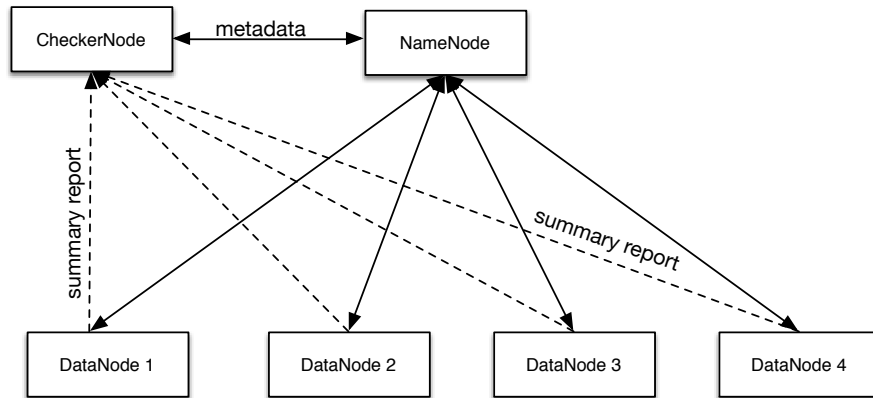 CheckerNode
metadata
NameNode
summary report
summary report
DataNode 1
DataNode 2
DataNode 3
DataNode 4